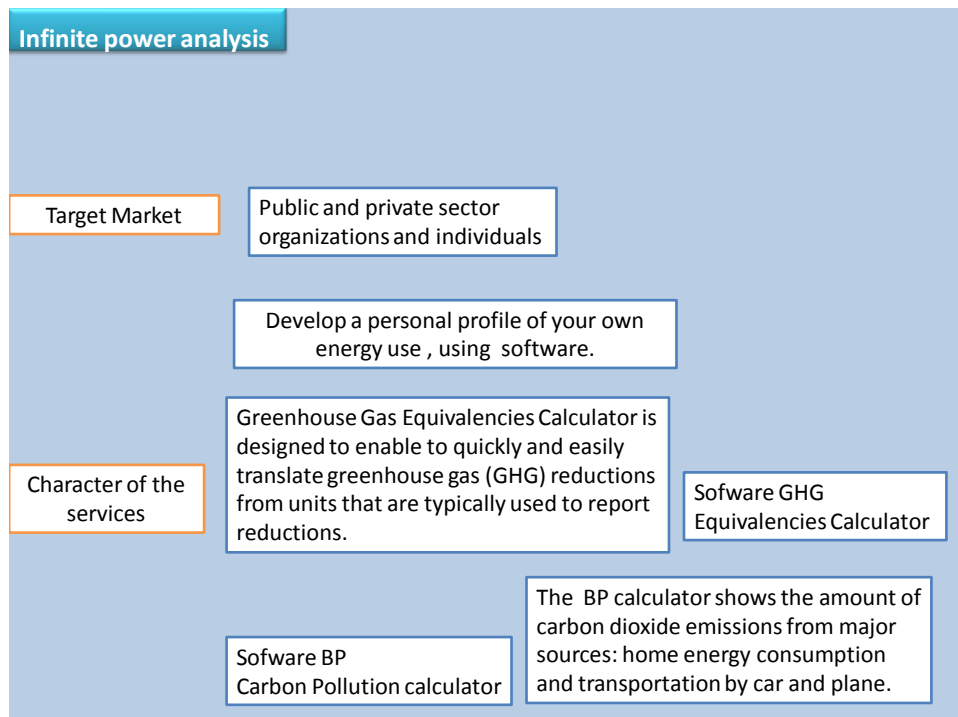 Infinite power analysis
Target Market
Public and private sector
organizations and individuals
Develop a personal profile of your own
energy use , using software.
Character of the
services
Greenhouse Gas Equivalencies Calculator is
designed to enable to quickly and easily
translate greenhouse gas (GHG) reductions
from units that are typically used to report
reductions.
Sofware GHG
Equivalencies Calculator
Sofware BP
Carbon Pollution calculator
The BP calculator shows the amount of
carbon dioxide emissions from major
sources: home energy consumption
and transportation by car and plane.